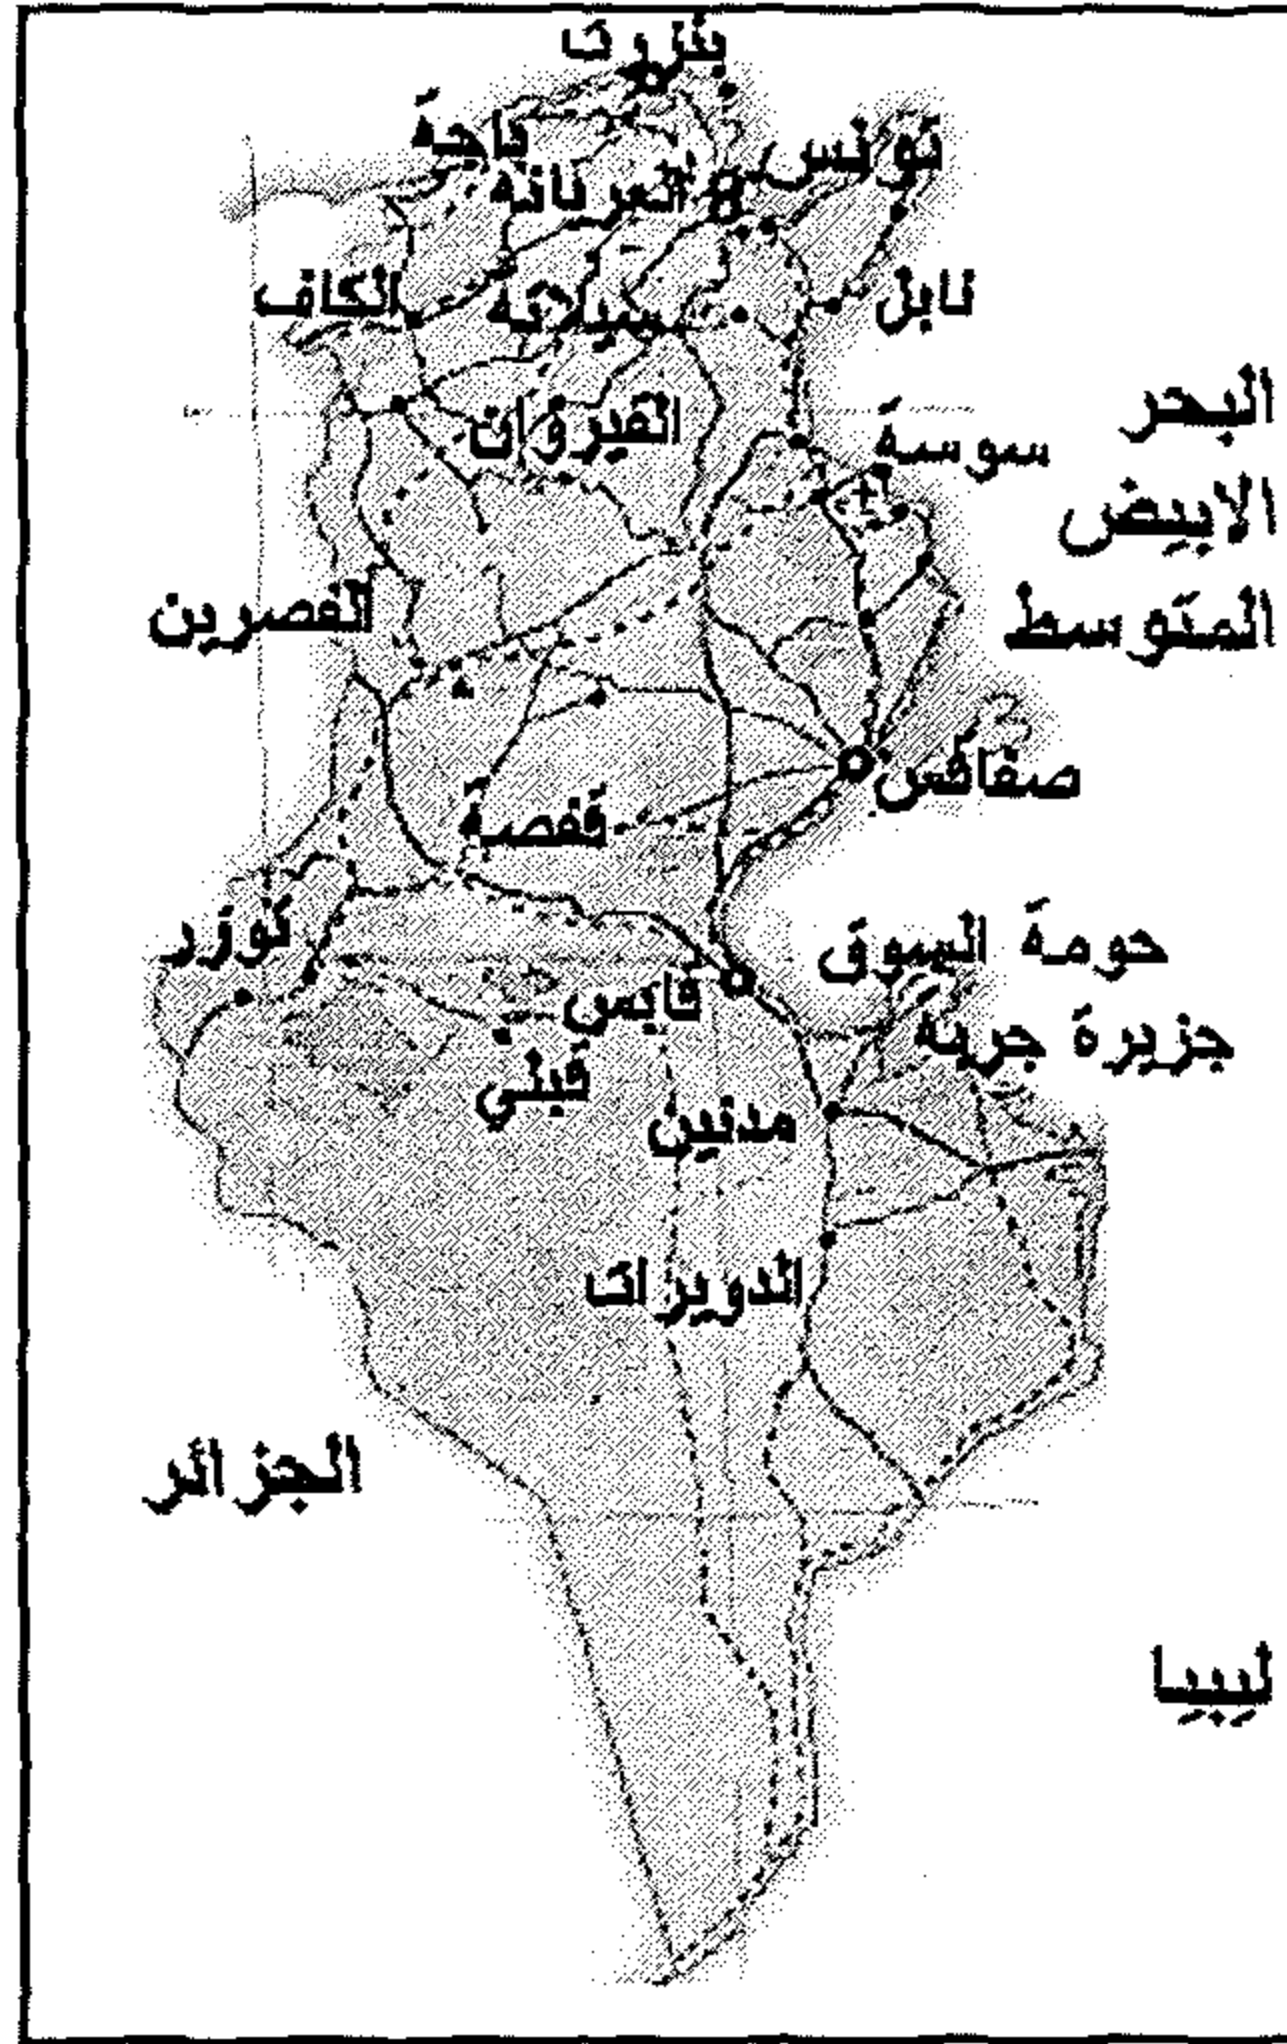 بنزرت
باجة
تونس
العريانة
الكاف
سيلانة
نابل
القيروان
سوسة
البحر
الابيض
المتوسط
القصرين
صفاقس
قفصة
توزر
حومة السوق
جزيرة جربة
قابس
قبلي
مدنين
الدويرات
الجزائر
ليبيا